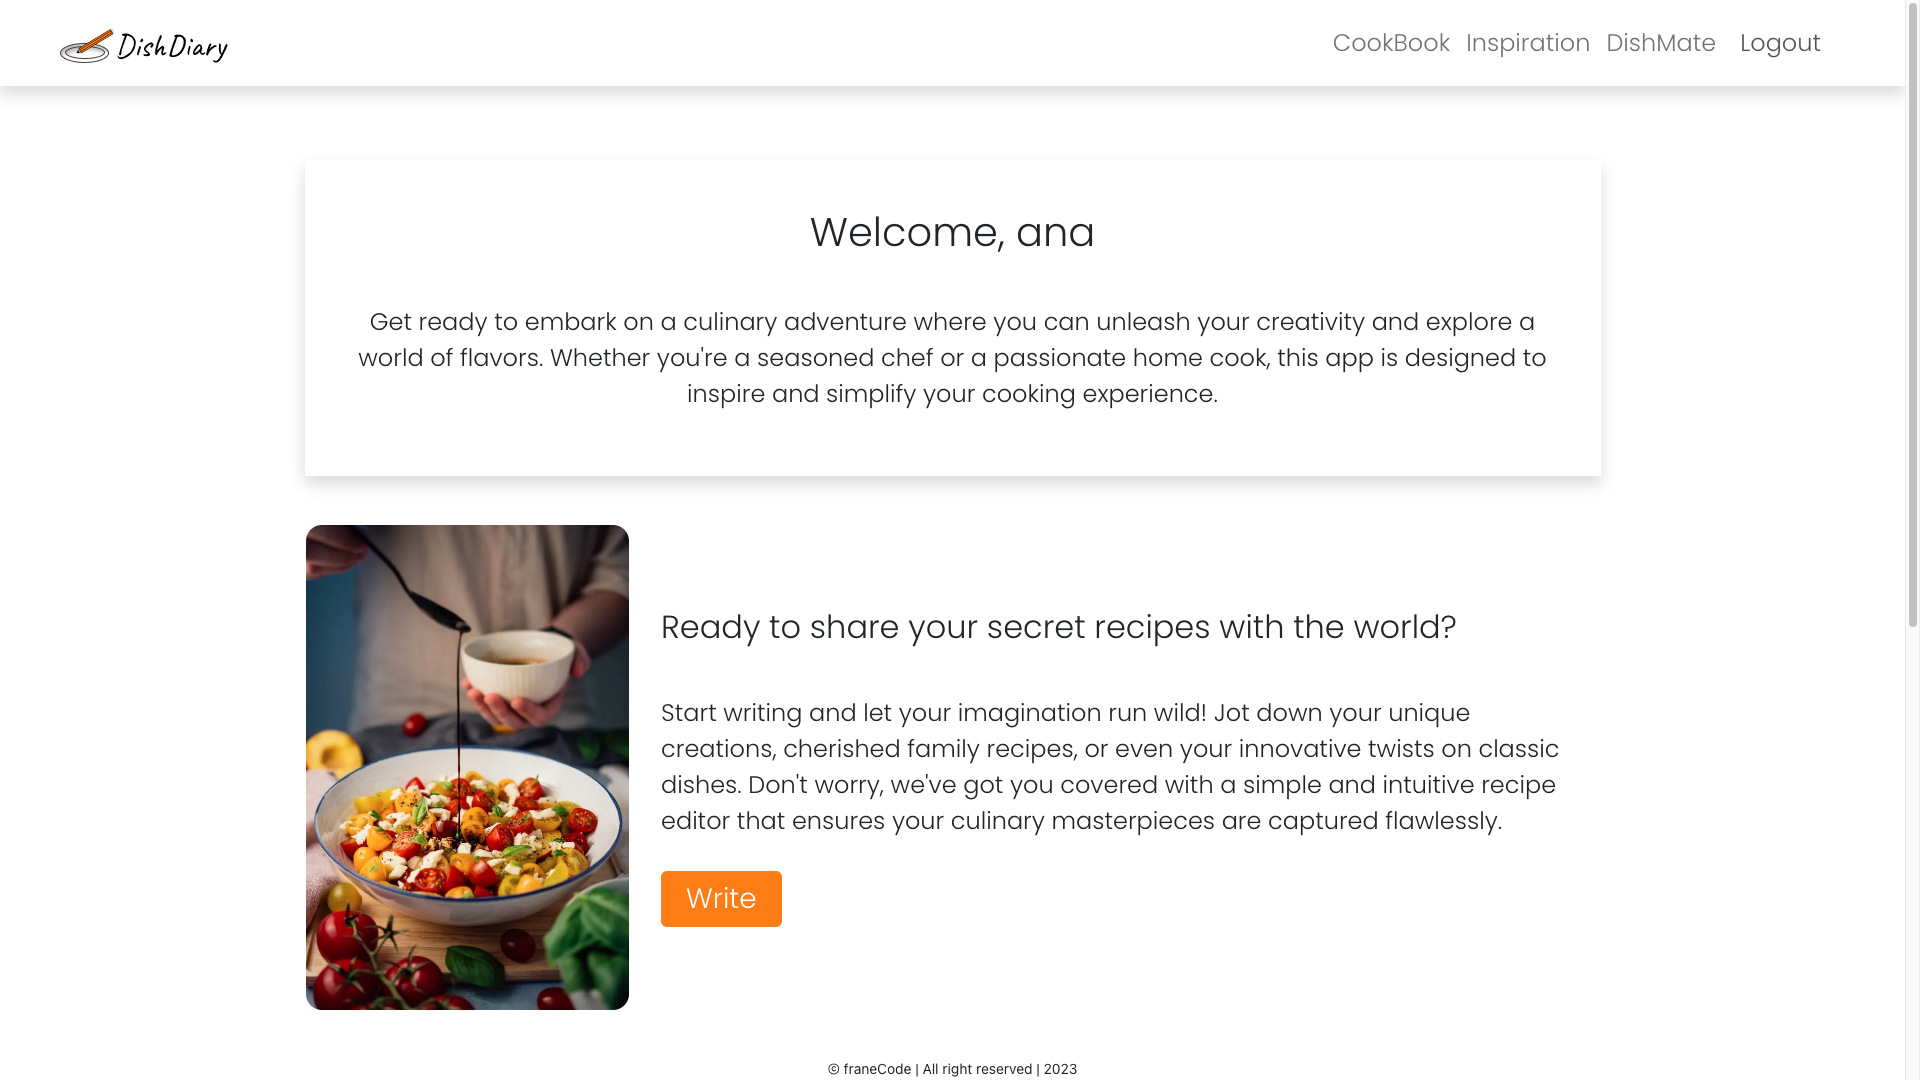 DishDiary
CookBook Inspiration DishMate Logout
Welcome, ana
Get ready to embark on a culinary adventure where you can unleash your creativity and explore a
world of flavors. Whether you're a seasoned chef or a passionate home cook, this app is designed to
inspire and simplify your cooking experience.
Ready to share your secret recipes with the world?
Start writing and let your imagination run wild! Jot down your unique
creations, cherished family recipes, or even your innovative twists on classic
dishes. Don't worry, we've got you covered with a simple and intuitive recipe
editor that ensures your culinary masterpieces are captured flawlessly.
Write
© franeCode | All right reserved | 2023